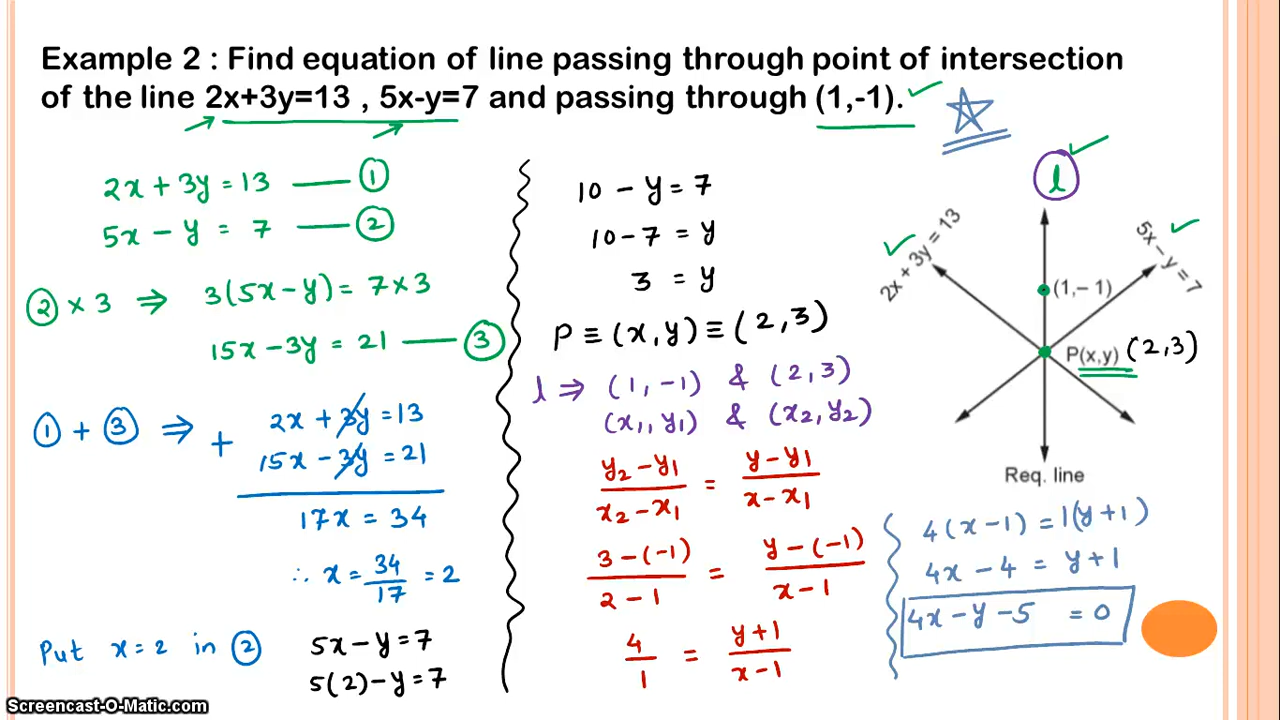 Example 2 : Find equation of line passing through point of intersection
of the line 2x+3y=13 , 5x-y=7 and passing through (1,-1).
2x + 3y = 13 —— ①
5x − y = 7 —— ②
② × 3 ⇒ 3(5x − y) = 7 × 3
15x − 3y = 21 —— ③
① + ③ ⇒ 2x + 3y = 13
+ 15x − 3y = 21
17x = 34
∴ x = 34/17 = 2
Put x = 2 in ② 5x − y = 7
5(2) − y = 7
10 − y = 7
10 − 7 = y
3 = y
P ≡ (x, y) ≡ (2, 3)
l ⇒ (1, −1) & (2, 3)
(x₁, y₁) & (x₂, y₂)
y₂ − y₁ / x₂ − x₁ = y − y₁ / x − x₁
3 − (−1) / 2 − 1 = y − (−1) / x − 1
4 / 1 = y + 1 / x − 1
l
2x + 3y = 13
5x − y = 7
(1,− 1)
P(x,y) (2,3)
Req. line
4(x − 1) = 1(y + 1)
4x − 4 = y + 1
4x − y − 5 = 0
Screencast-O-Matic.com